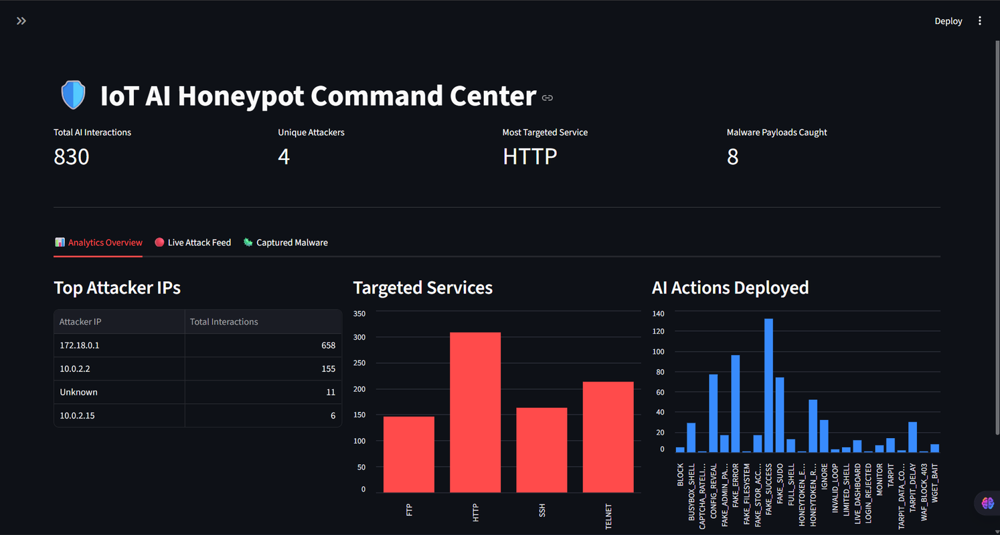 Deploy
IoT AI Honeypot Command Center
Total AI Interactions
830
Unique Attackers
4
Most Targeted Service
HTTP
Malware Payloads Caught
8
Analytics Overview
Live Attack Feed
Captured Malware
Top Attacker IPs
Attacker IP Total Interactions
172.18.0.1 658
10.0.2.2 155
Unknown 11
10.0.2.15 6
Targeted Services
350
300
250
200
150
100
50
0
FTP
HTTP
SSH
TELNET
AI Actions Deployed
140
120
100
80
60
40
20
0
BLOCK
BUSYBOX_SHELL
CAPTCHA_RATELI...
CONFIG_REVEAL
FAKE_ADMIN_PA...
FAKE_ERROR
FAKE_FILESYSTEM
FAKE_STOR_ACC...
FAKE_SUCCESS
FAKE_SUDO
FULL_SHELL
HONEYTOKEN_E...
HONEYTOKEN_R...
IGNORE
INVALID_LOOP
LIMITED_SHELL
LIVE_DASHBOARD
LOGIN_REJECTED
MONITOR
TARPIT
TARPIT_DATA_CO...
TARPIT_DELAY
WAF_BLOCK_403
WGET_BAIT